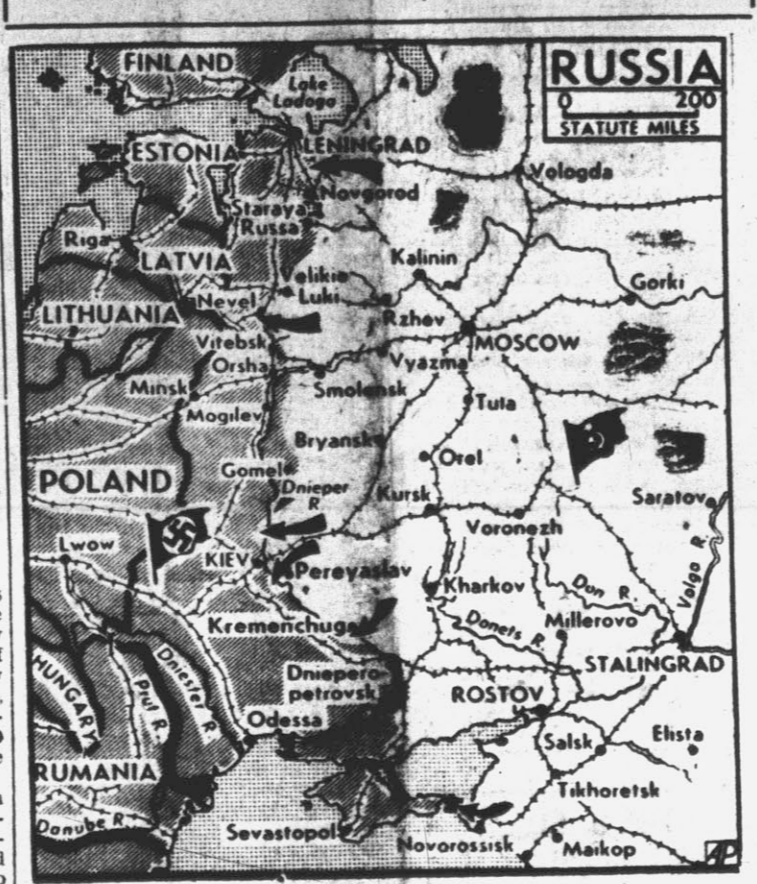 RUSSIA
0 200
STATUTE MILES
FINLAND
Lake
Ladoga
LENINGRAD
ESTONIA
Vologda
Novgorod
Staraya
Russa
Riga
LATVIA
Kalinin
Velikie
Luki
Gorki
Nevel
Rzhev
LITHUANIA
MOSCOW
Vitebsk
Orsha
Vyazma
Minsk
Smolensk
Tula
Mogilev
Bryansk
Orel
Gomel
POLAND
Dnieper
R
Kursk
Saratov
Voronezh
Lwow
KIEV
Pereyaslav
Kharkov
Don R.
Volga R.
Kremenchug
Donets R.
Millerovo
STALINGRAD
HUNGARY
Prut R.
Dniester R
Dniepero-
petrovsk
ROSTOV
Odessa
Salsk
Elista
RUMANIA
Tikhoretsk
Danube R.
Sevastopol
Novorossisk
Maikop
AP